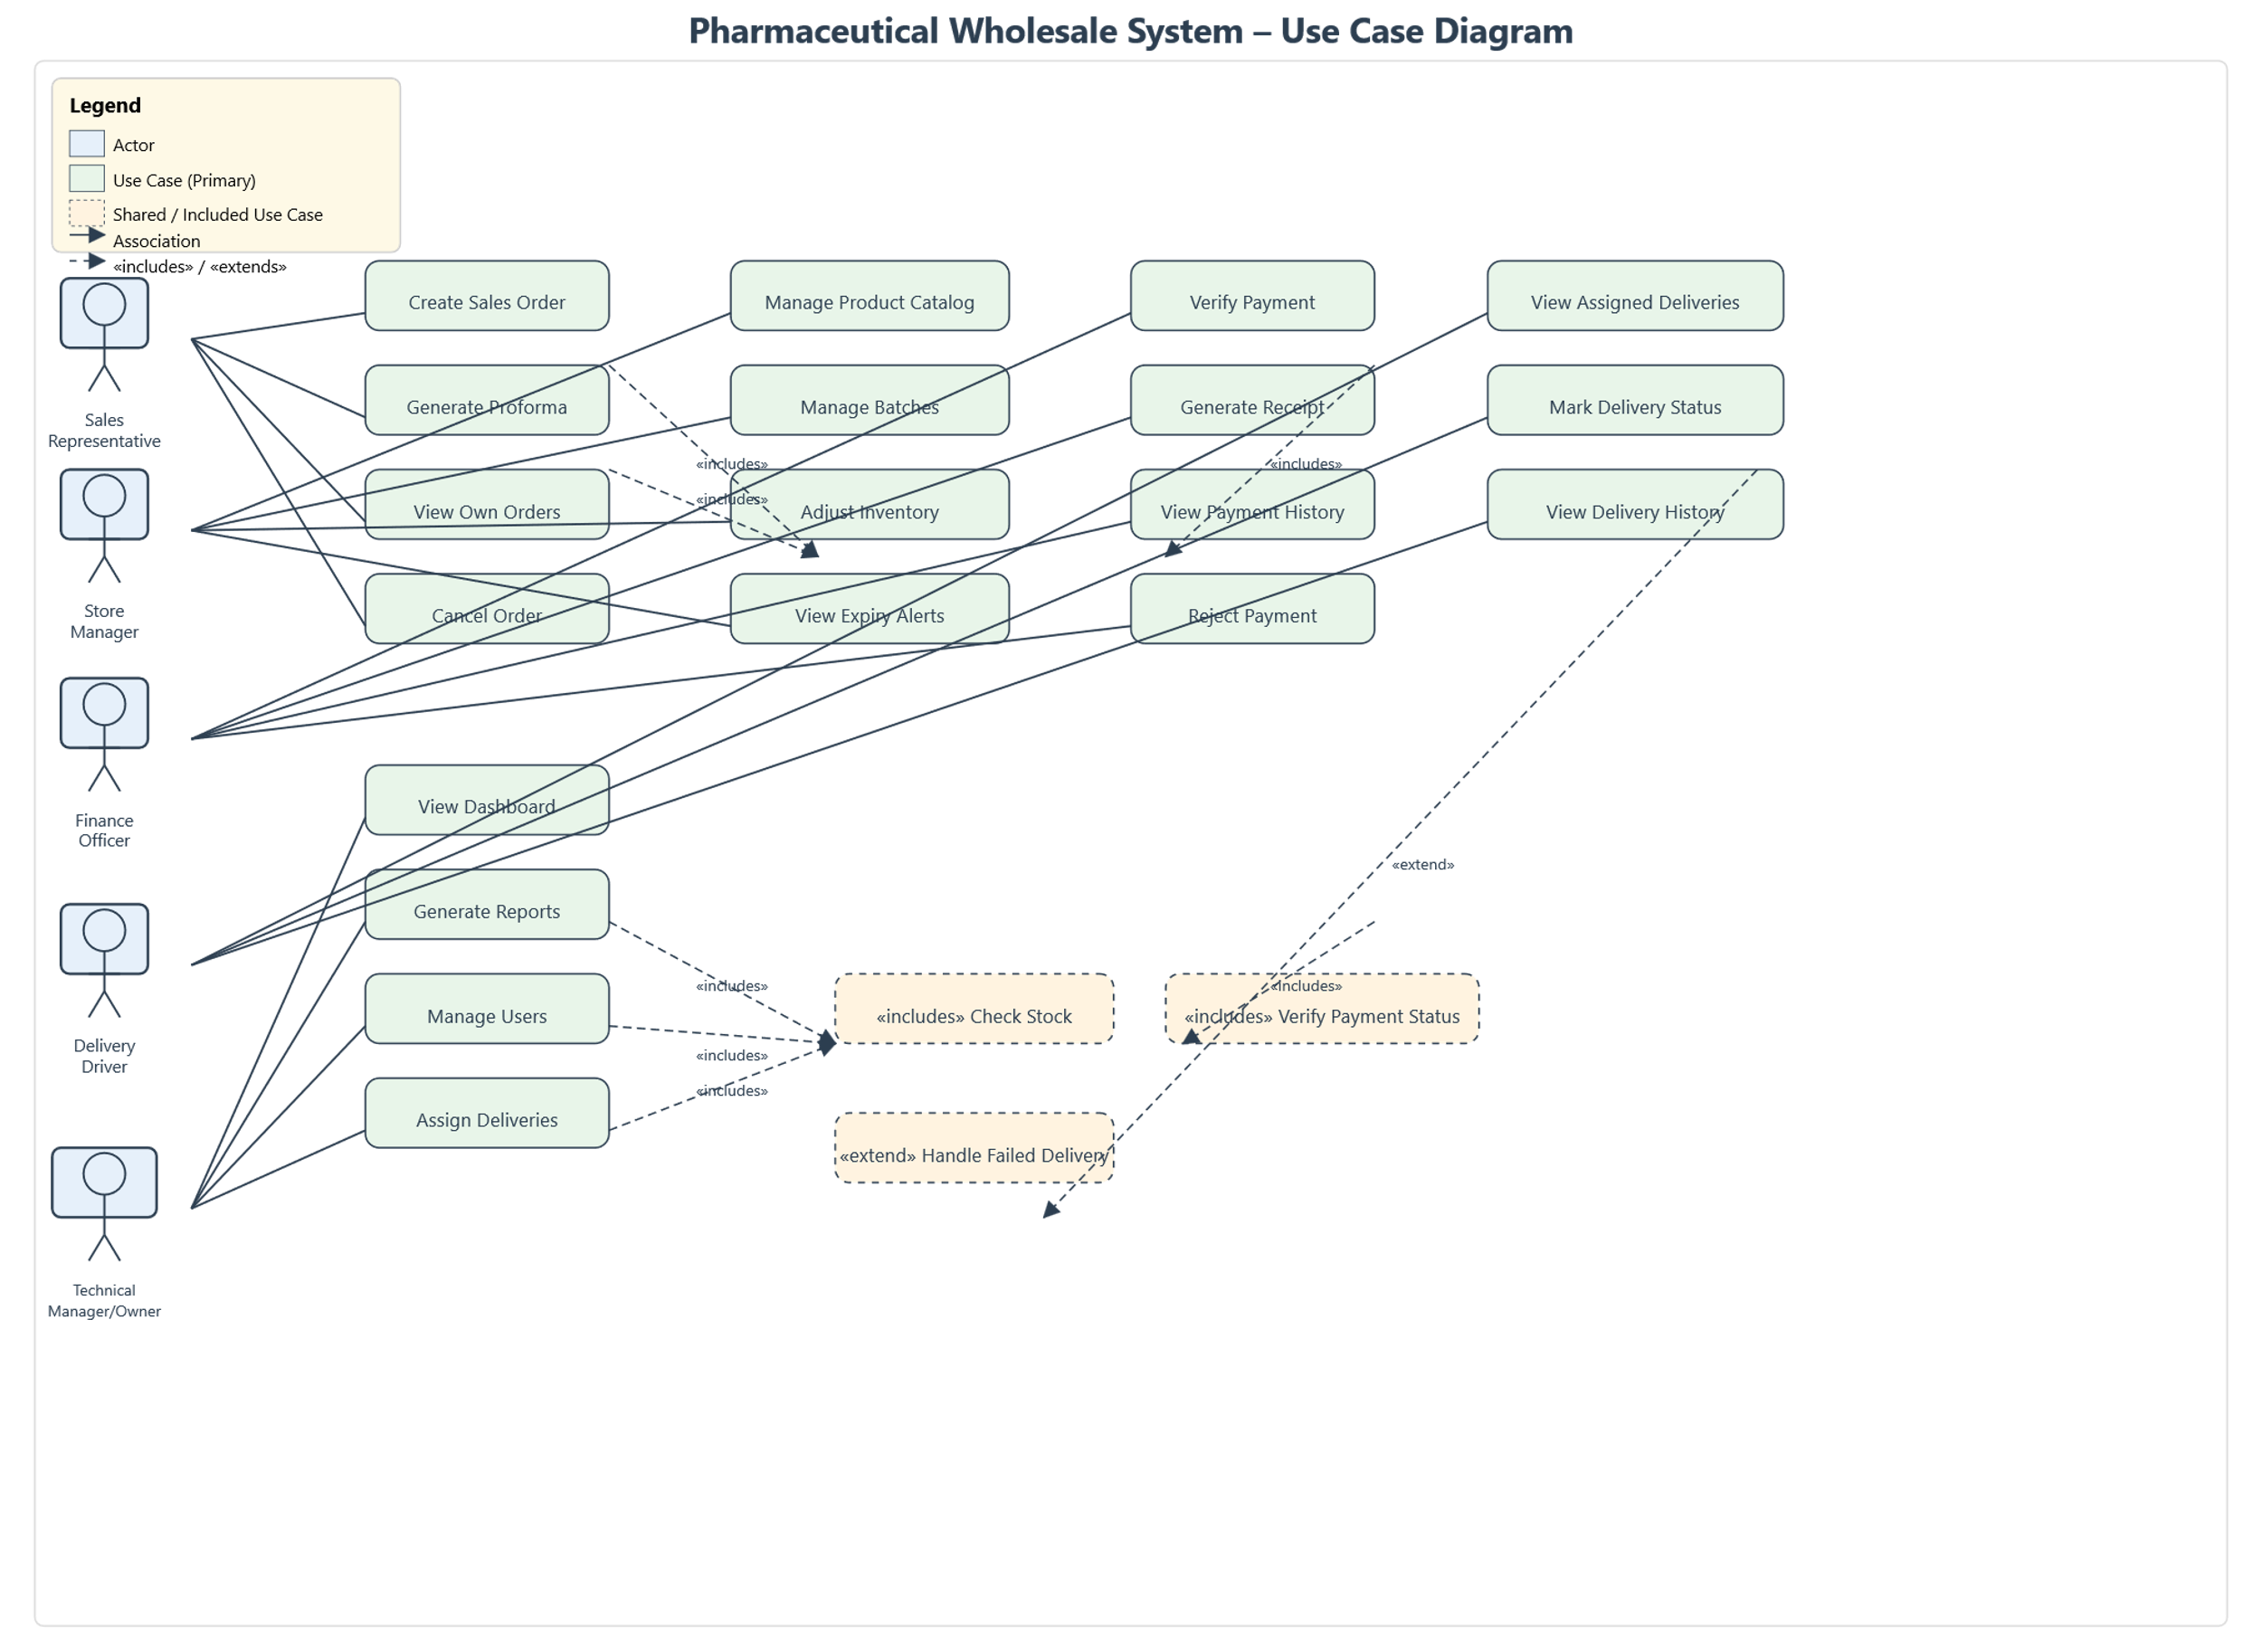 Pharmaceutical Wholesale System – Use Case Diagram
Legend
Actor
Use Case (Primary)
Shared / Included Use Case
Association
«includes» / «extends»
Create Sales Order
Manage Product Catalog
Verify Payment
View Assigned Deliveries
Sales
Representative
Generate Proforma
Manage Batches
Generate Receipt
Mark Delivery Status
«includes»
«includes»
«includes»
View Own Orders
Adjust Inventory
View Payment History
View Delivery History
Store
Manager
Cancel Order
View Expiry Alerts
Reject Payment
Finance
Officer
View Dashboard
«extend»
Generate Reports
Delivery
Driver
«includes»
«includes»
Manage Users
«includes» Check Stock
«includes» Verify Payment Status
«includes»
«includes»
Assign Deliveries
«extend» Handle Failed Delivery
Technical
Manager/Owner